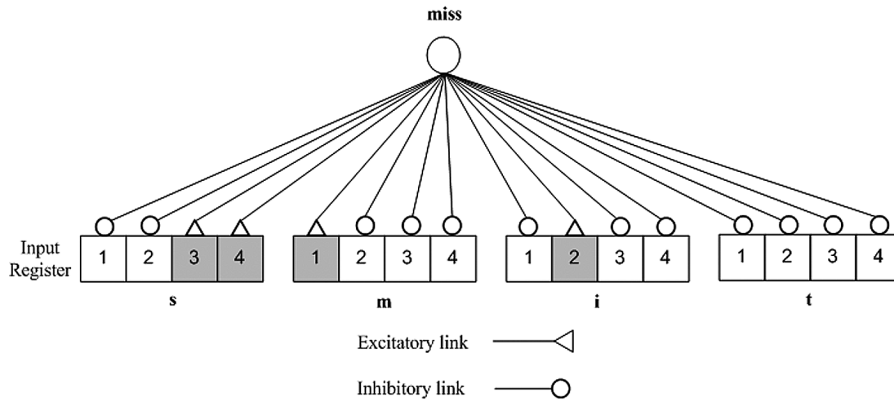 miss
Input
Register
1 2 3 4 1 2 3 4 1 2 3 4 1 2 3 4
s m i t
Excitatory link
Inhibitory link